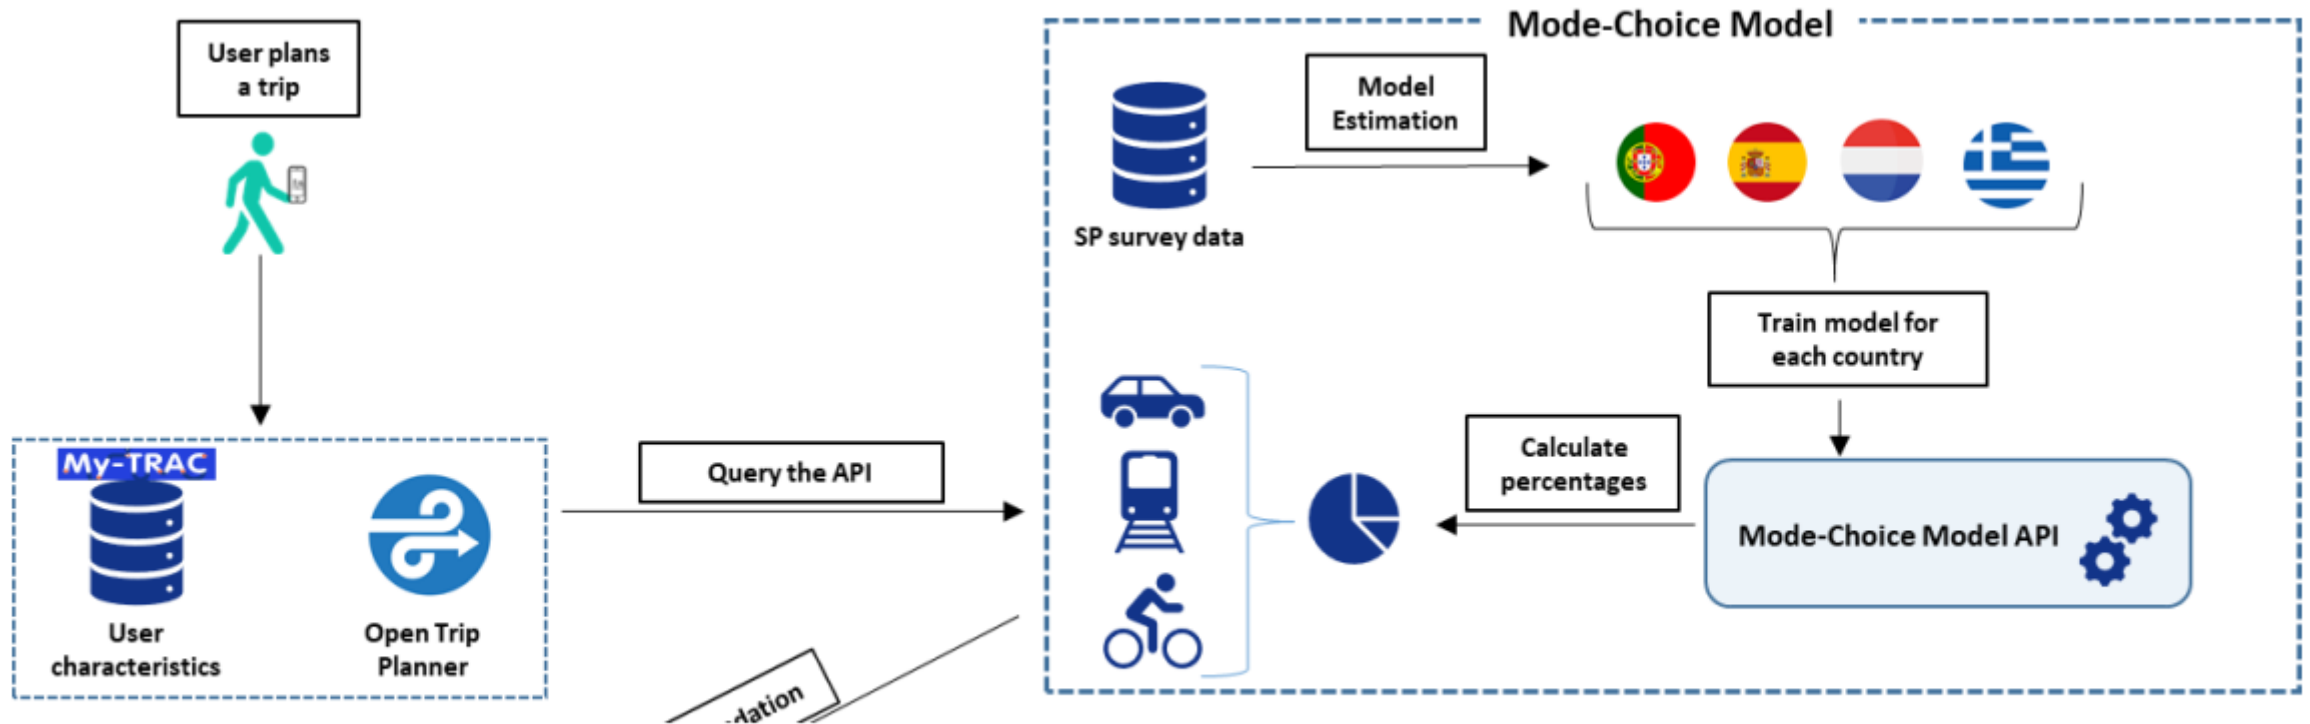 User plans
a trip
Mode-Choice Model
Model
Estimation
SP survey data
Train model for
each country
My-TRAC
User
characteristics
Open Trip
Planner
Query the API
Calculate
percentages
Mode-Choice Model API